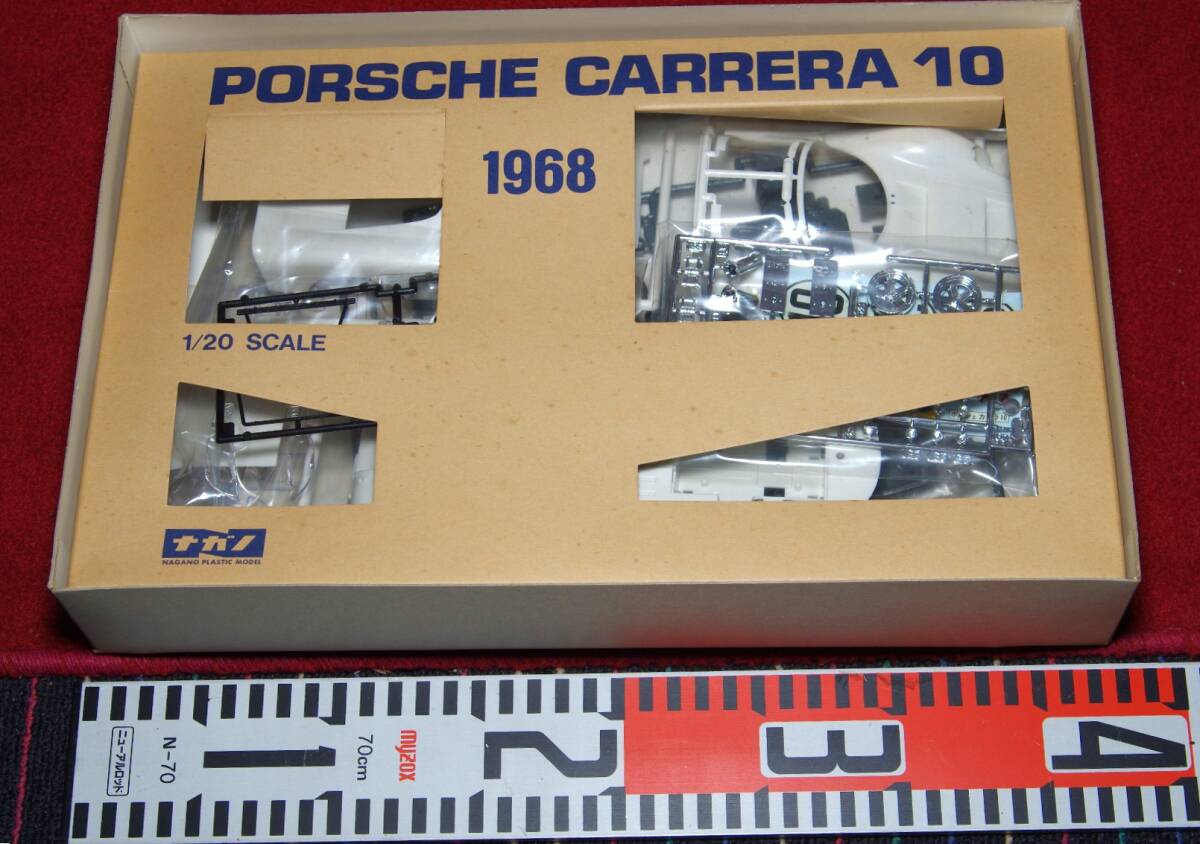 PORSCHE CARRERA 10
1968
1/20 SCALE
ナガノ
NAGANO PLASTIC MODEL
ニューアルロッド
N-70
1
70cm
myzox
2
3
4